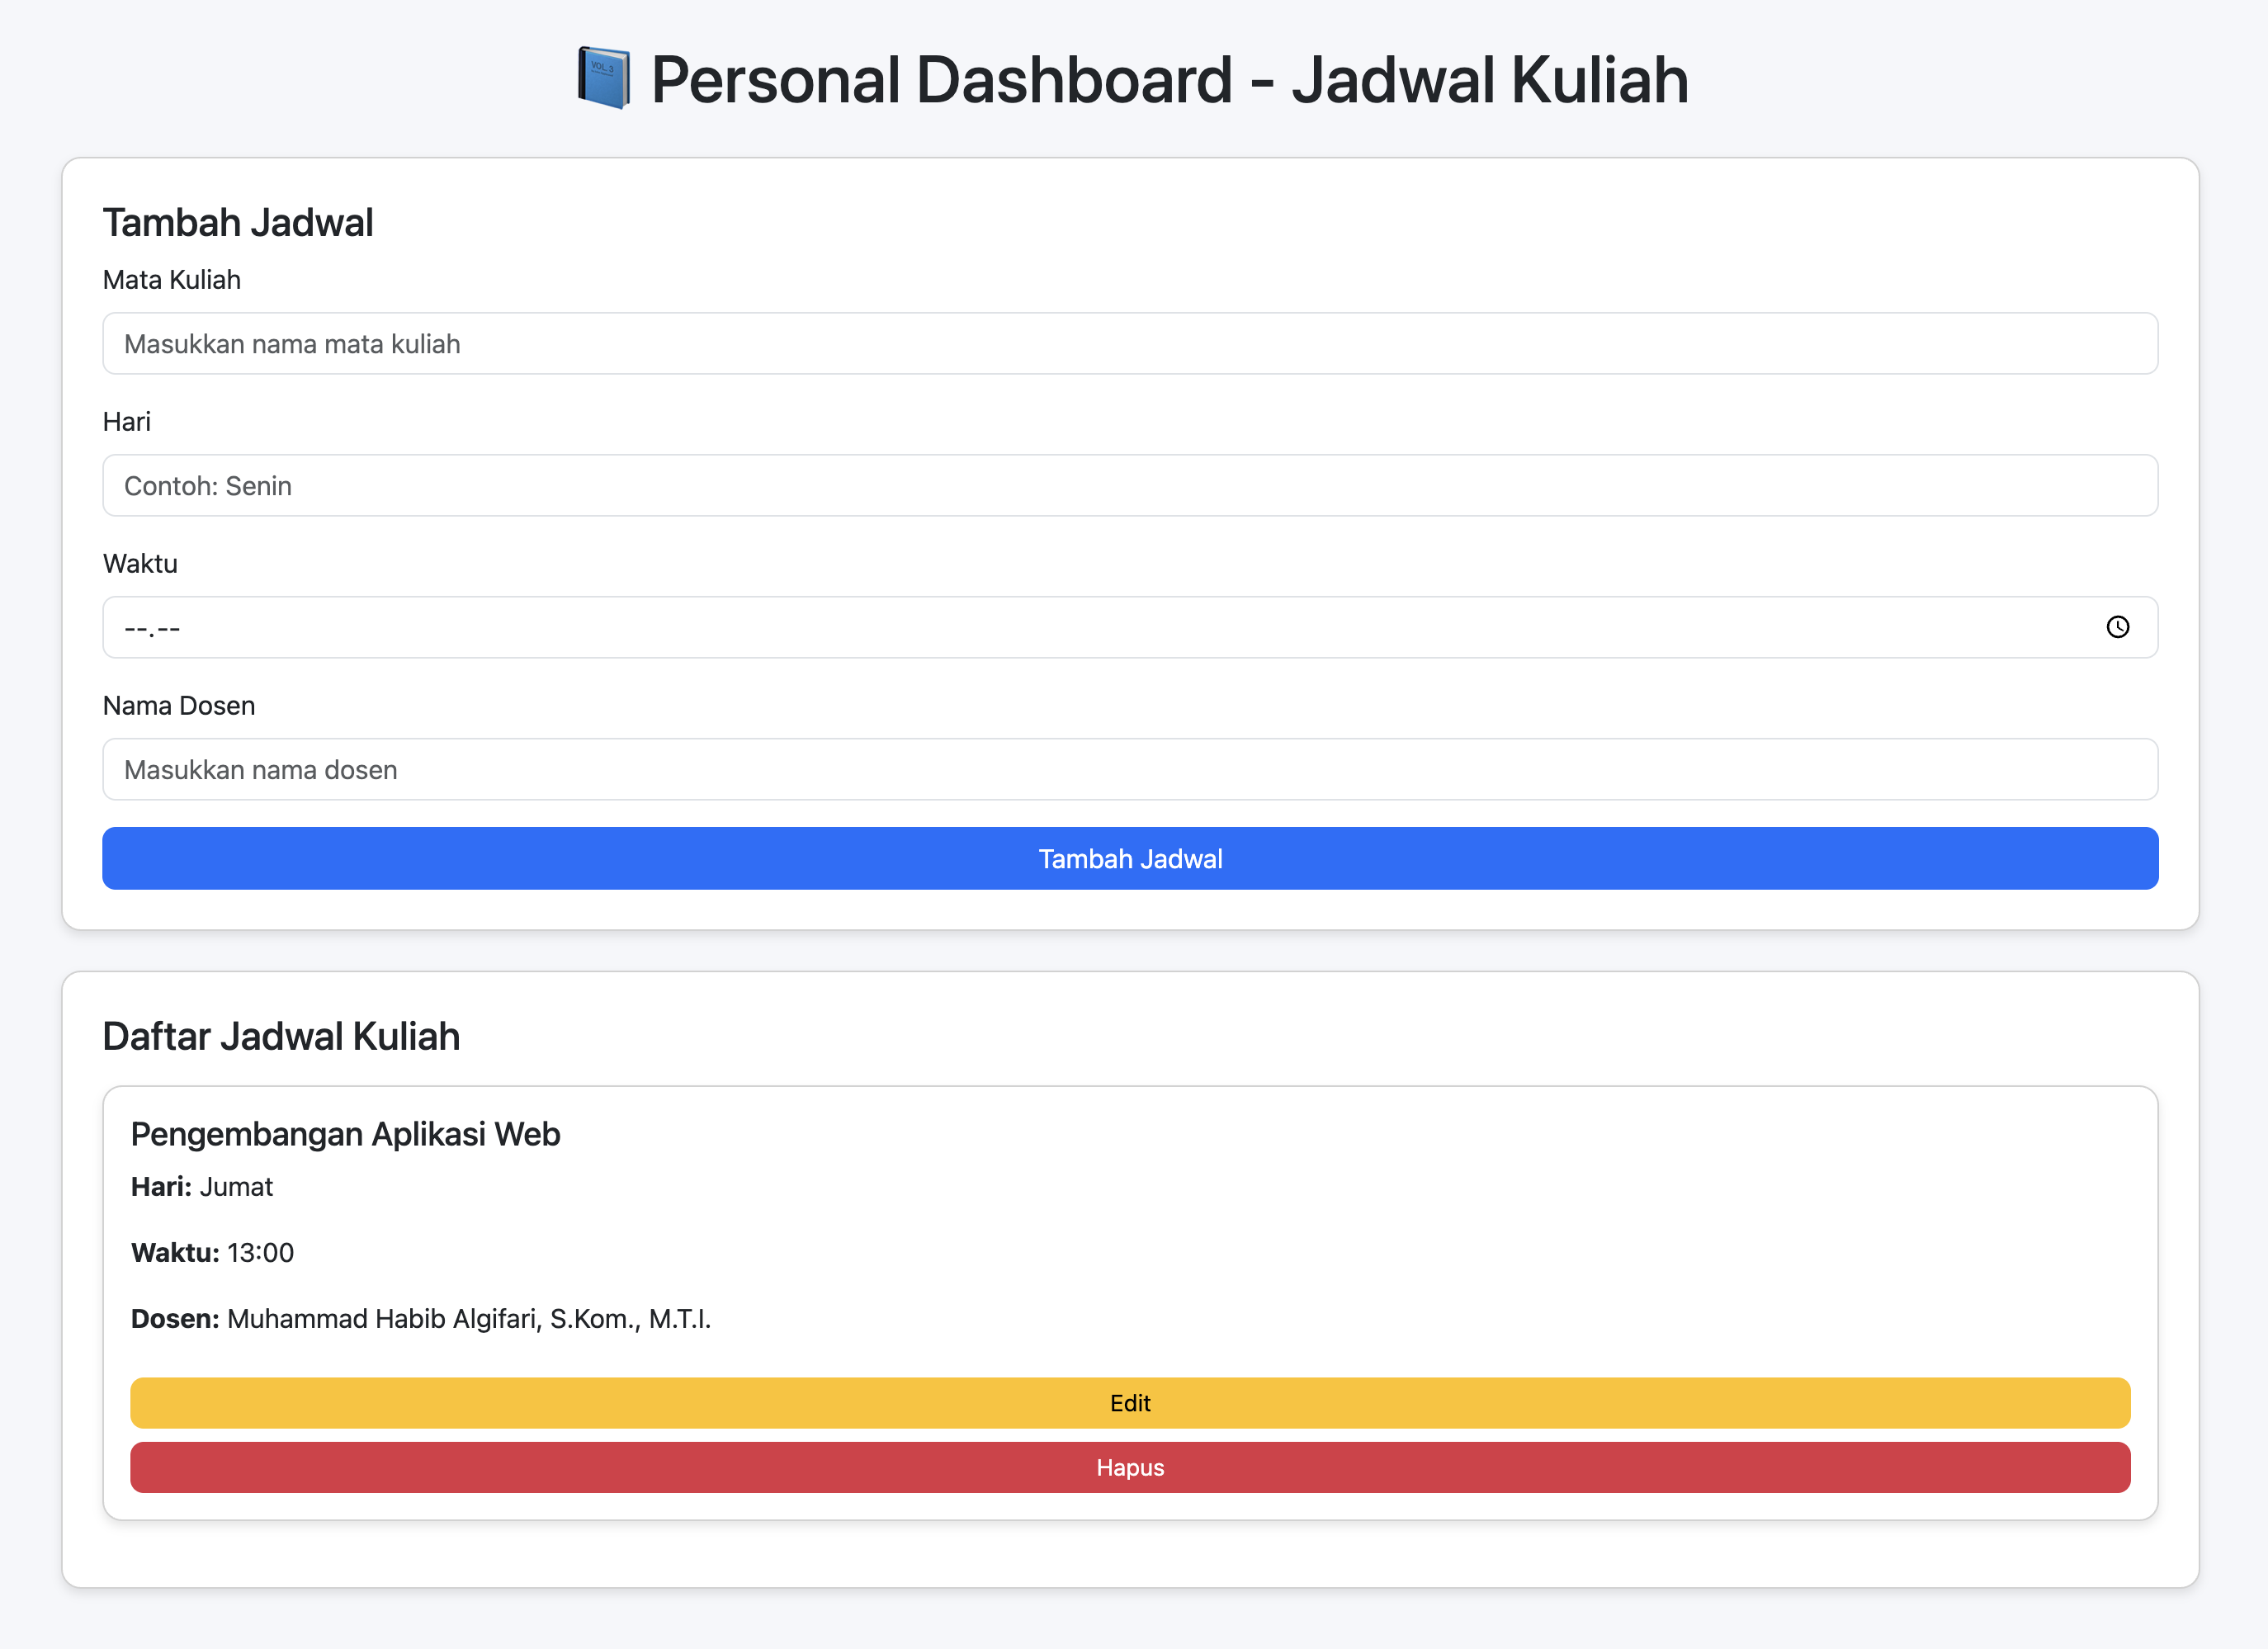 VOL. 3
Personal Dashboard - Jadwal Kuliah
Tambah Jadwal
Mata Kuliah
Masukkan nama mata kuliah
Hari
Contoh: Senin
Waktu
--.--
Nama Dosen
Masukkan nama dosen
Tambah Jadwal
Daftar Jadwal Kuliah
Pengembangan Aplikasi Web
Hari: Jumat
Waktu: 13:00
Dosen: Muhammad Habib Algifari, S.Kom., M.T.I.
Edit
Hapus